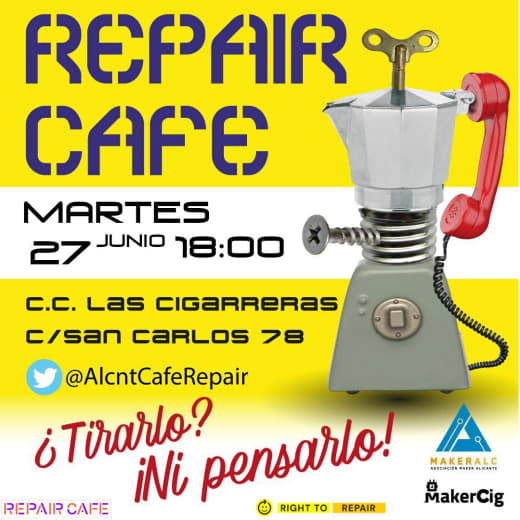 REPAIR
CAFE
MARTES
27 JUNIO 18:00
C.C. LAS CIGARRERAS
C/SAN CARLOS 78
@AlcntCafeRepair
¿Tirarlo?
¡Ni pensarlo!
MAKERALC
ASOCIACIÓN MAKER ALICANTE
MakerCig
REPAIR CAFE
RIGHT TO REPAIR